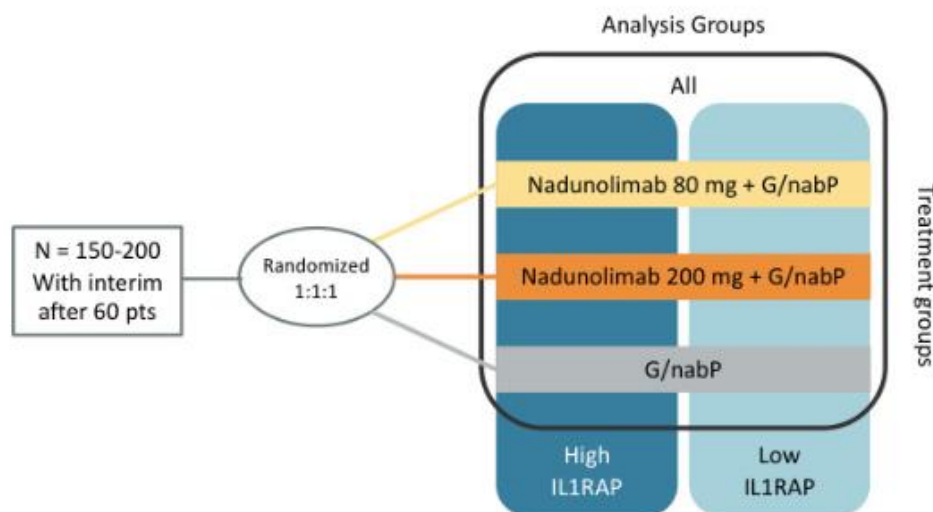 Analysis Groups
All
Nadunolimab 80 mg + G/nabP
N = 150-200
With interim
after 60 pts
Randomized
1:1:1
Nadunolimab 200 mg + G/nabP
G/nabP
Treatment groups
High
IL1RAP
Low
IL1RAP